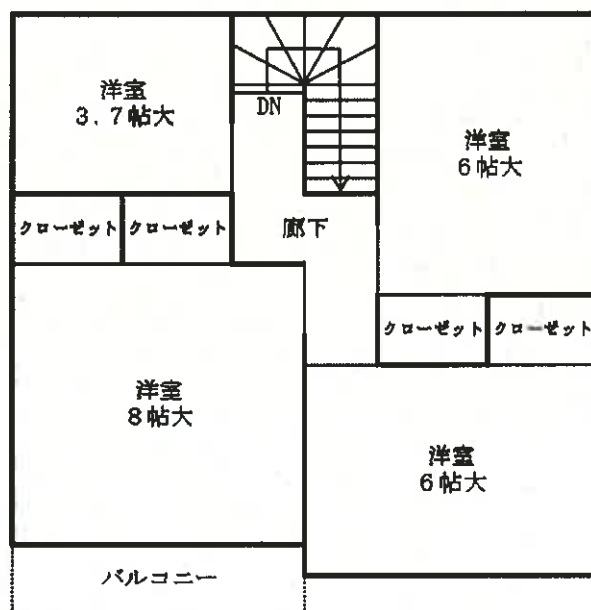 洋室
3.7帖大
DN
洋室
6帖大
クローゼット
クローゼット
廊下
クローゼット
クローゼット
洋室
8帖大
洋室
6帖大
バルコニー